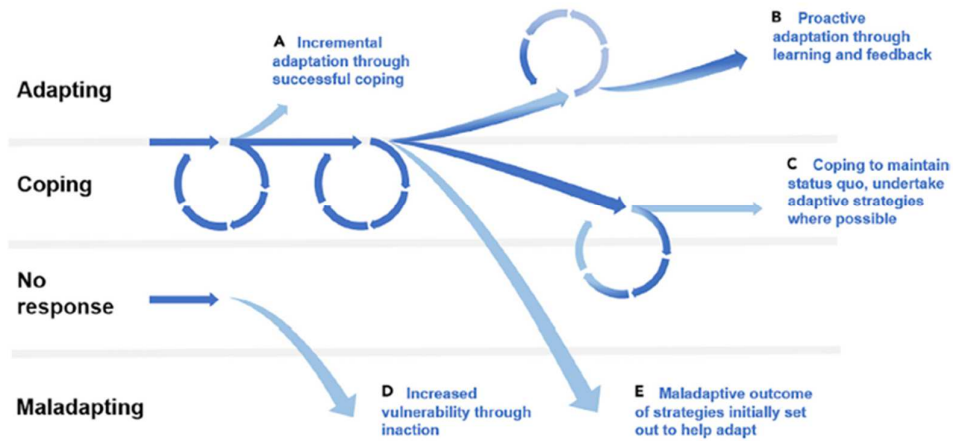 A Incremental
adaptation through
successful coping
B Proactive
adaptation through
learning and feedback
Adapting
Coping
C Coping to maintain
status quo, undertake
adaptive strategies
where possible
No
response
Maladapting
D Increased
vulnerability through
inaction
E Maladaptive outcome
of strategies initially set
out to help adapt